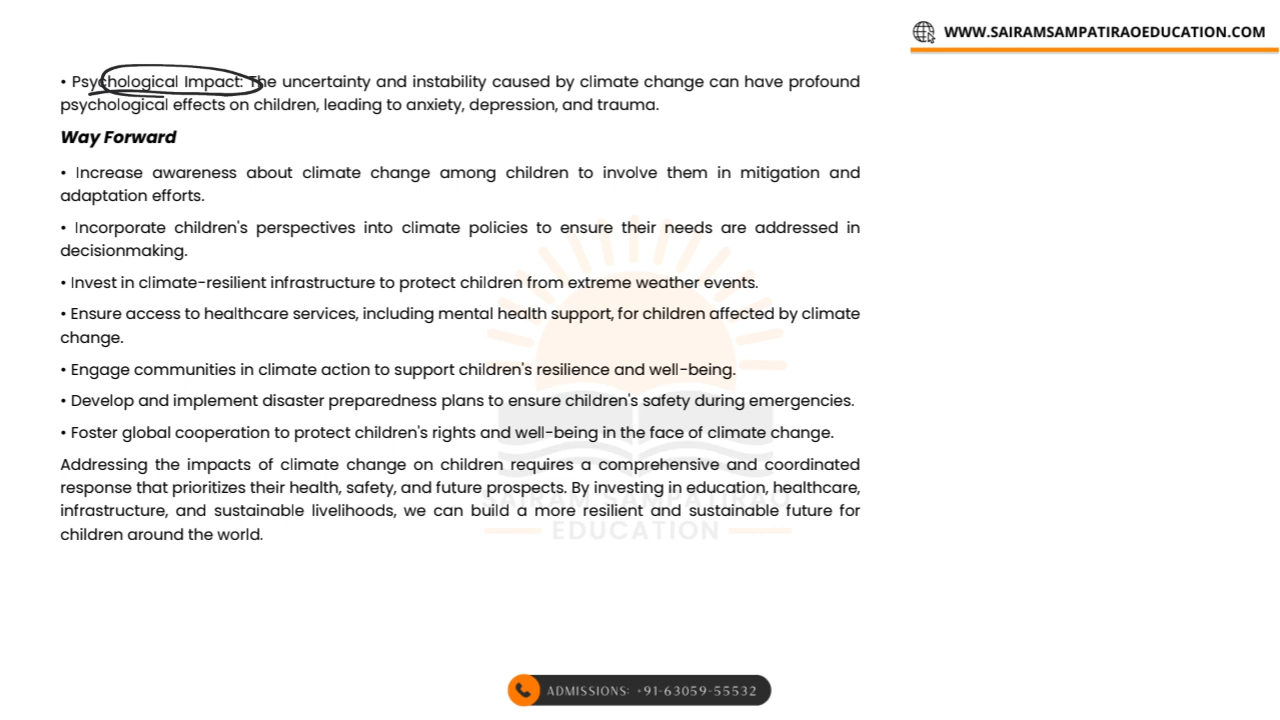 WWW.SAIRAMSAMPATIRAOEDUCATION.COM
• Psychological Impact: The uncertainty and instability caused by climate change can have profound
psychological effects on children, leading to anxiety, depression, and trauma.
Way Forward
• Increase awareness about climate change among children to involve them in mitigation and
adaptation efforts.
• Incorporate children's perspectives into climate policies to ensure their needs are addressed in
decisionmaking.
• Invest in climate-resilient infrastructure to protect children from extreme weather events.
• Ensure access to healthcare services, including mental health support, for children affected by climate
change.
• Engage communities in climate action to support children's resilience and well-being.
• Develop and implement disaster preparedness plans to ensure children's safety during emergencies.
• Foster global cooperation to protect children's rights and well-being in the face of climate change.
Addressing the impacts of climate change on children requires a comprehensive and coordinated
response that prioritizes their health, safety, and future prospects. By investing in education, healthcare,
infrastructure, and sustainable livelihoods, we can build a more resilient and sustainable future for
children around the world.
SAIRAM SAMPATIRAO
EDUCATION
ADMISSIONS: +91-63059-55532